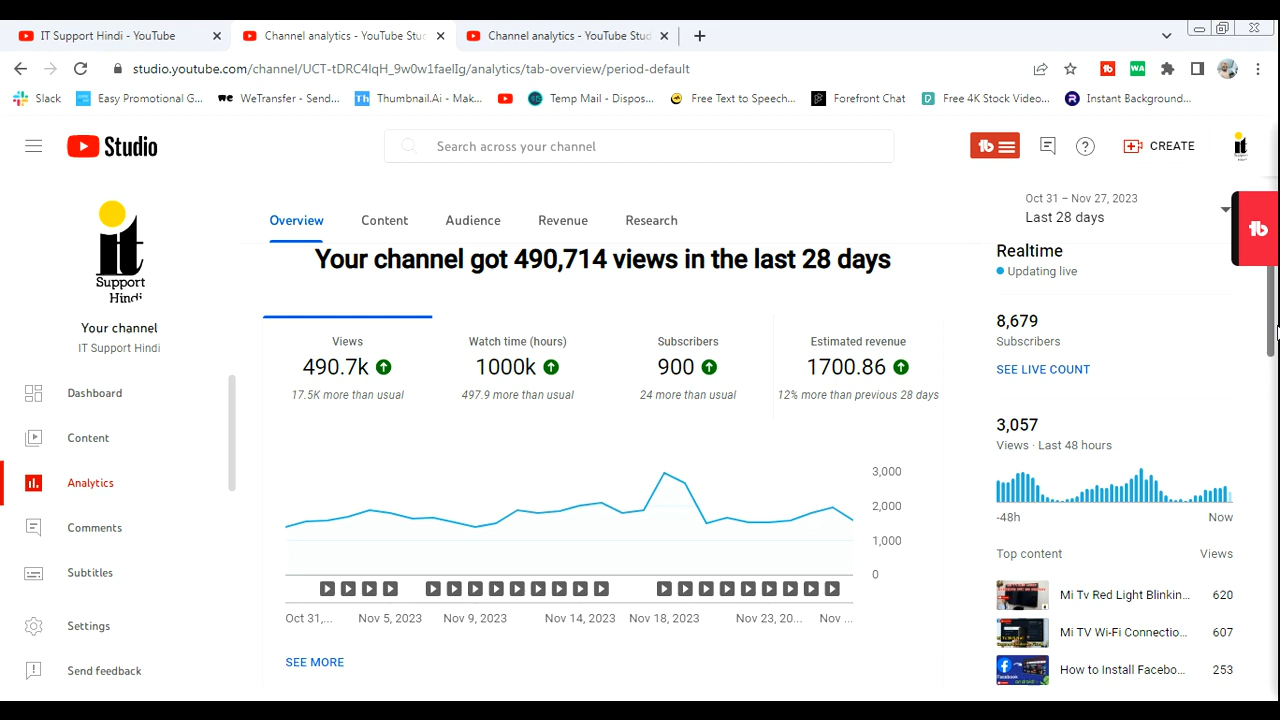 IT Support Hindi - YouTube
Channel analytics - YouTube Stu
Channel analytics - YouTube Stud
studio.youtube.com/channel/UCT-tDRC4lqH_9w0w1faelIg/analytics/tab-overview/period-default
Slack
Easy Promotional G...
WeTransfer - Send...
Thumbnail.Ai - Mak...
Temp Mail - Dispos...
Free Text to Speech...
Forefront Chat
Free 4K Stock Video...
Instant Background...
Studio
Search across your channel
CREATE
it
Support
Hindi
Your channel
IT Support Hindi
Dashboard
Content
Analytics
Comments
Subtitles
Settings
Send feedback
Overview
Content
Audience
Revenue
Research
Oct 31 – Nov 27, 2023
Last 28 days
Your channel got 490,714 views in the last 28 days
Views
490.7k
17.5K more than usual
Watch time (hours)
1000k
497.9 more than usual
Subscribers
900
24 more than usual
Estimated revenue
1700.86
12% more than previous 28 days
3,000
2,000
1,000
0
Oct 31,...
Nov 5, 2023
Nov 9, 2023
Nov 14, 2023
Nov 18, 2023
Nov 23, 20...
Nov ...
SEE MORE
Realtime
Updating live
8,679
Subscribers
SEE LIVE COUNT
3,057
Views · Last 48 hours
-48h
Now
Top content
Views
Mi Tv Red Light Blinkin...
620
Mi TV Wi-Fi Connectio...
607
How to Install Facebo...
253